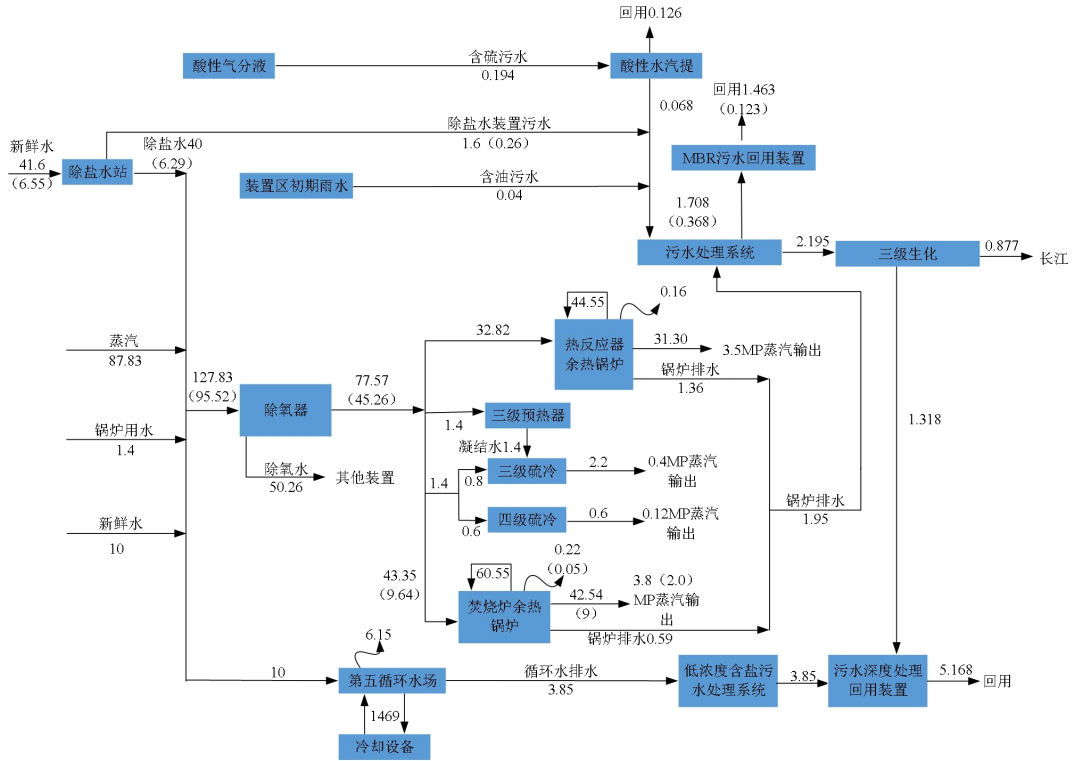 回用0.126
酸性气分液
含硫污水
0.194
酸性水汽提
0.068
回用1.463
（0.123）
除盐水装置污水
1.6（0.26）
新鲜水
41.6
(6.55)
除盐水站
除盐水40
(6.29)
MBR污水回用装置
装置区初期雨水
含油污水
0.04
1.708
（0.368）
污水处理系统
2.195
三级生化
0.877
长江
44.55
0.16
蒸汽
87.83
32.82
热反应器
余热锅炉
31.30
3.5MP蒸汽输出
锅炉排水
1.36
127.83
(95.52)
除氧器
77.57
(45.26)
1.4
三级预热器
1.318
锅炉用水
1.4
凝结水1.4
除氧水
50.26
其他装置
1.4
0.8
三级硫冷
2.2
0.4MP蒸汽
输出
0.6
四级硫冷
0.6
0.12MP蒸汽
输出
锅炉排水
1.95
新鲜水
10
43.35
(9.64)
60.55
0.22
(0.05)
焚烧炉余热
锅炉
42.54
(9)
3.8（2.0）
MP蒸汽输
出
锅炉排水0.59
6.15
10
第五循环水场
循环水排水
3.85
低浓度含盐污
水处理系统
3.85
污水深度处理
回用装置
5.168
回用
1469
冷却设备